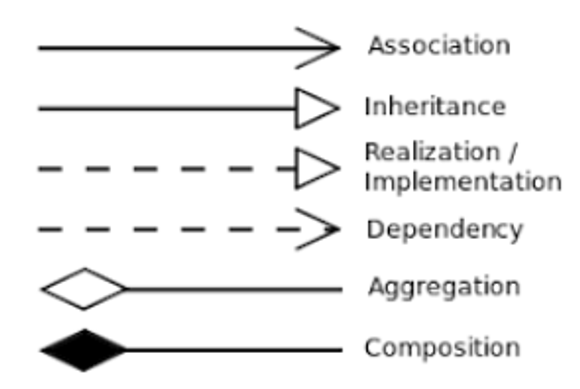 Association
Inheritance
Realization /
Implementation
Dependency
Aggregation
Composition